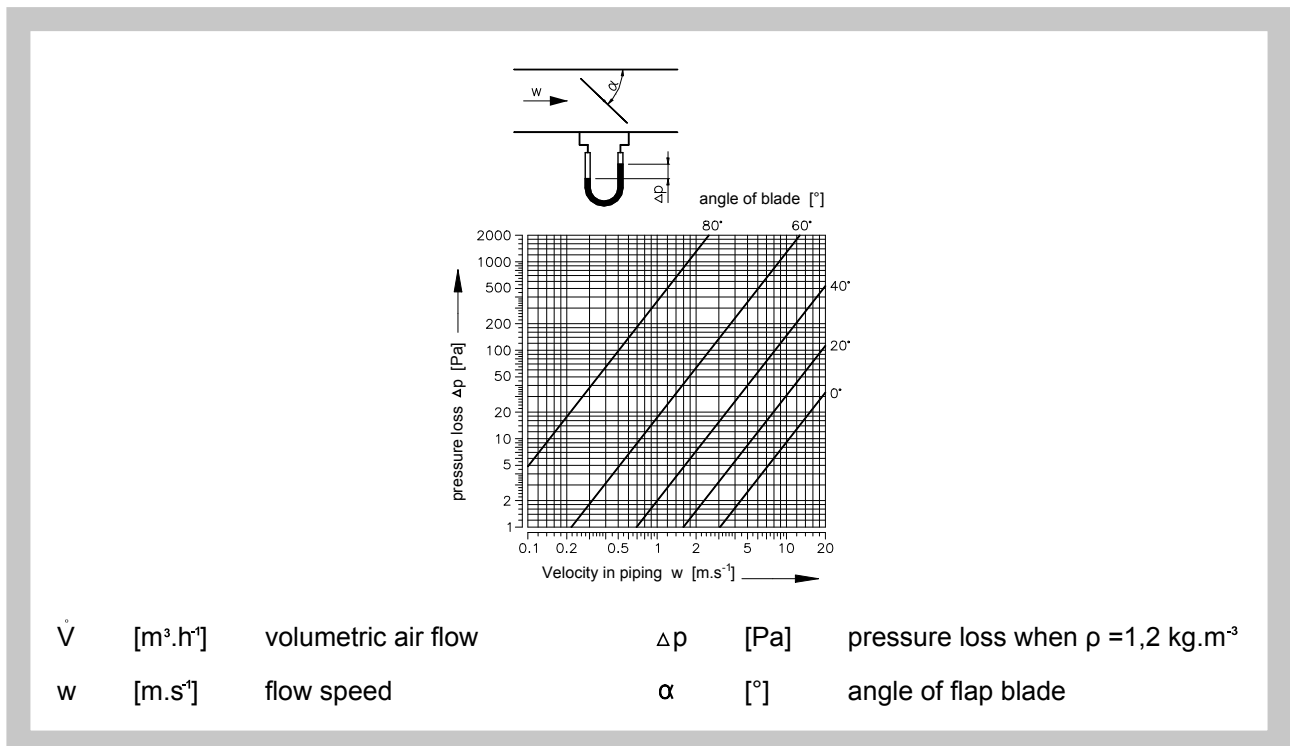 w
α
Δp
angle of blade [°]
80° 60°
2000
1000
500
200
100
50
20
10
5
2
1
40°
20°
0°
pressure loss Δp [Pa]
0.1 0.2 0.5 1 2 5 10 20
Velocity in piping w [m.s⁻¹]
V̊ [m³.h⁻¹] volumetric air flow Δp [Pa] pressure loss when ρ =1,2 kg.m⁻³
w [m.s⁻¹] flow speed α [°] angle of flap blade